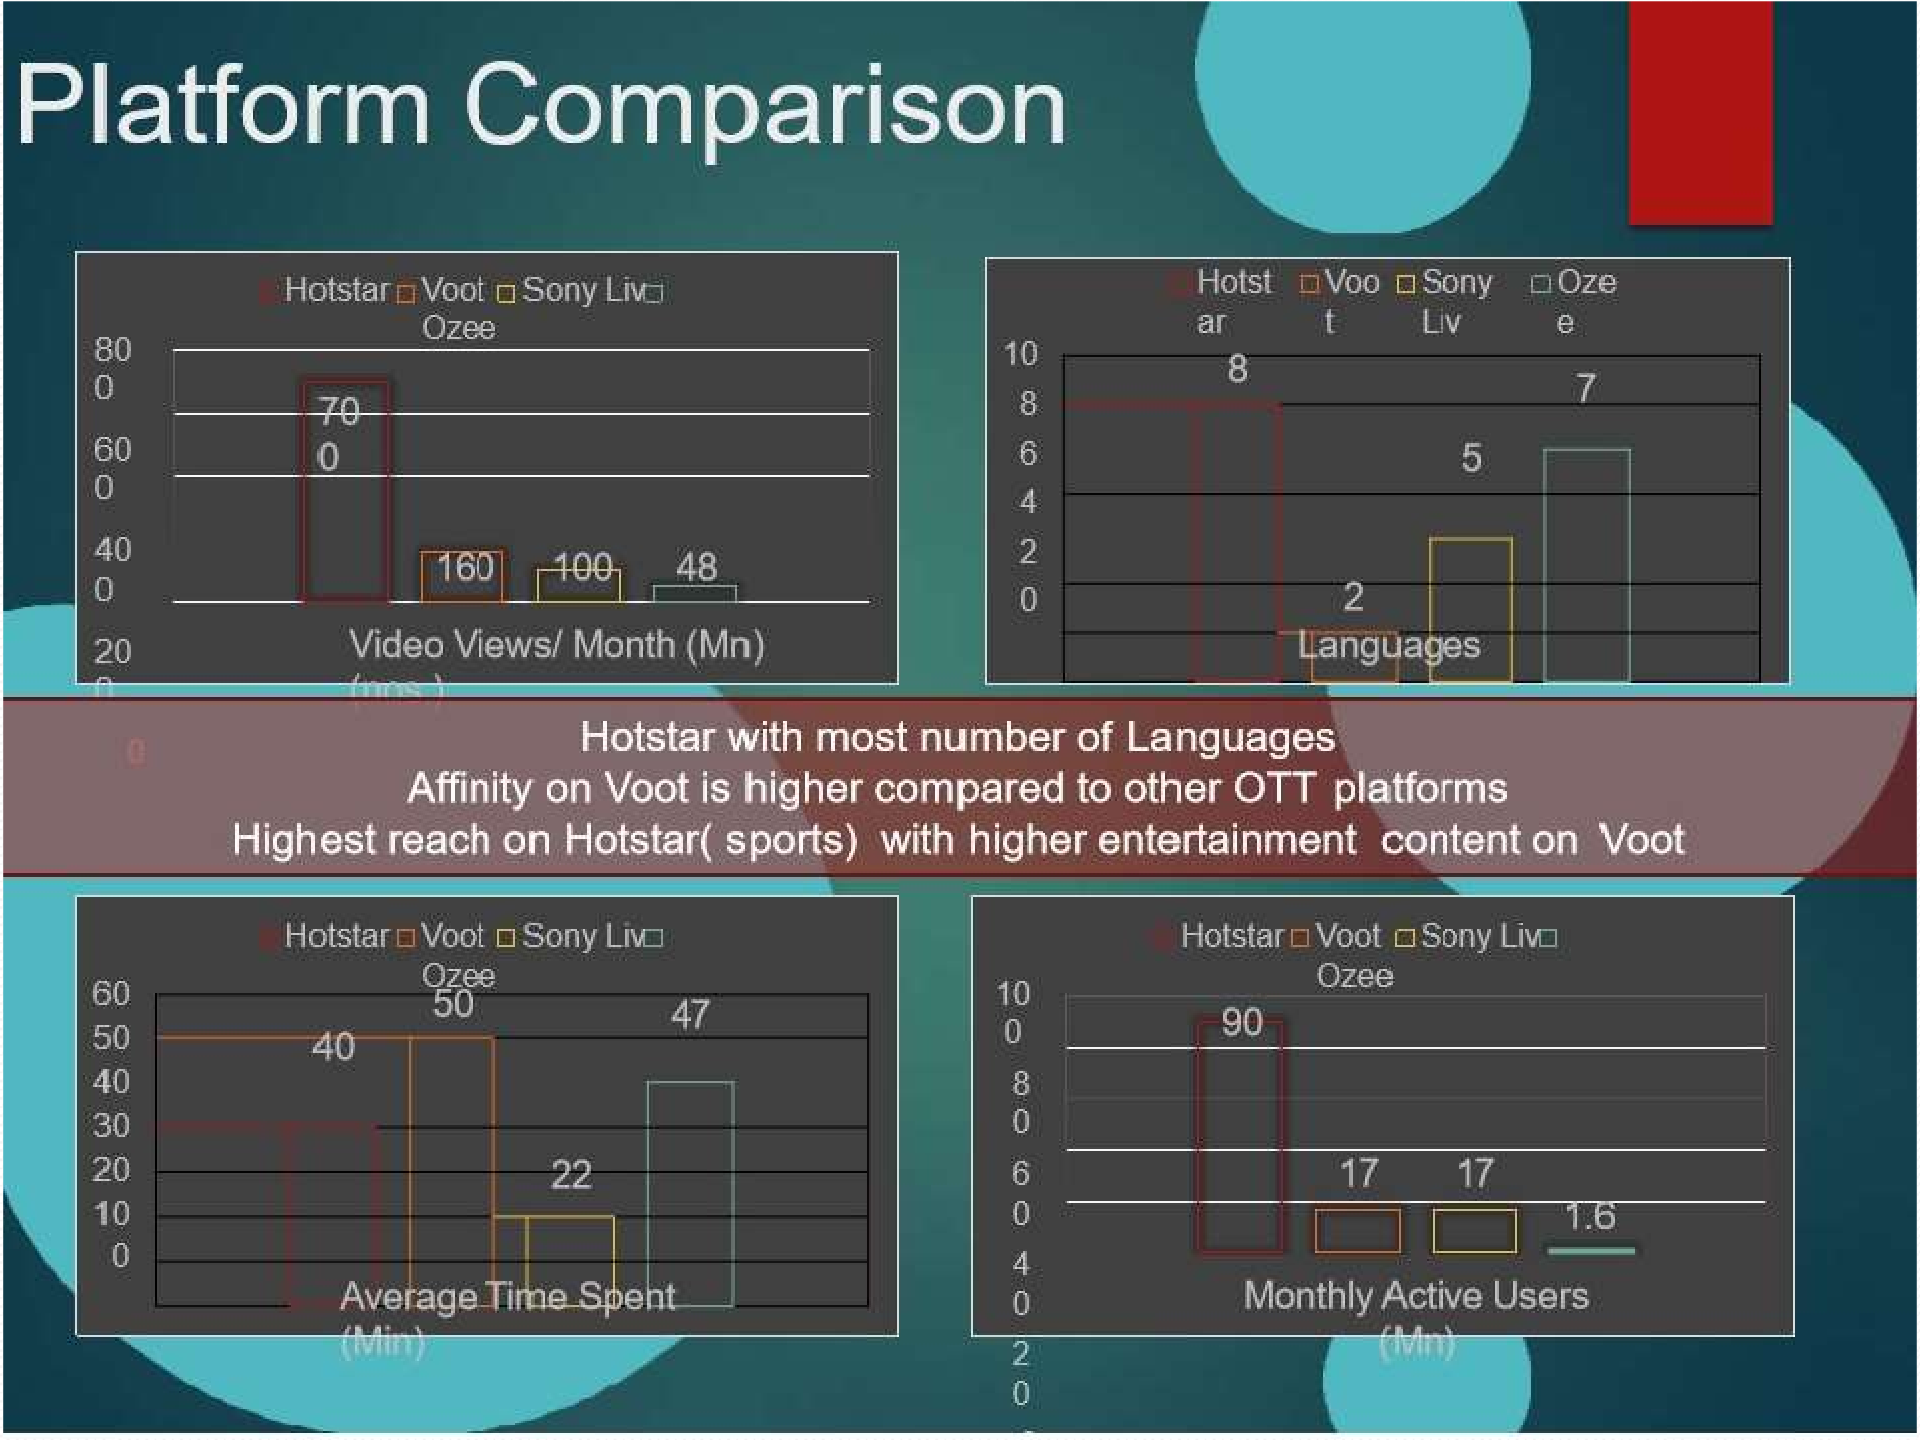 Platform Comparison
Hotstar Voot Sony Liv
Ozee
80
0
60
0
40
0
20
0
0
70
0
160 100 48
Video Views/ Month (Mn)
(nos.)
Hotst Voo Sony Oze
ar t Liv e
10
8
6
4
2
0
8
2
5
7
Languages
Hotstar with most number of Languages
Affinity on Voot is higher compared to other OTT platforms
Highest reach on Hotstar( sports) with higher entertainment content on Voot
Hotstar Voot Sony Liv
Ozee
60
50
40
30
20
10
0
40
50
22
47
Average Time Spent
(Min)
Hotstar Voot Sony Liv
Ozee
10
0
8
0
6
0
4
0
2
0
90
17 17
1.6
Monthly Active Users
(Mn)